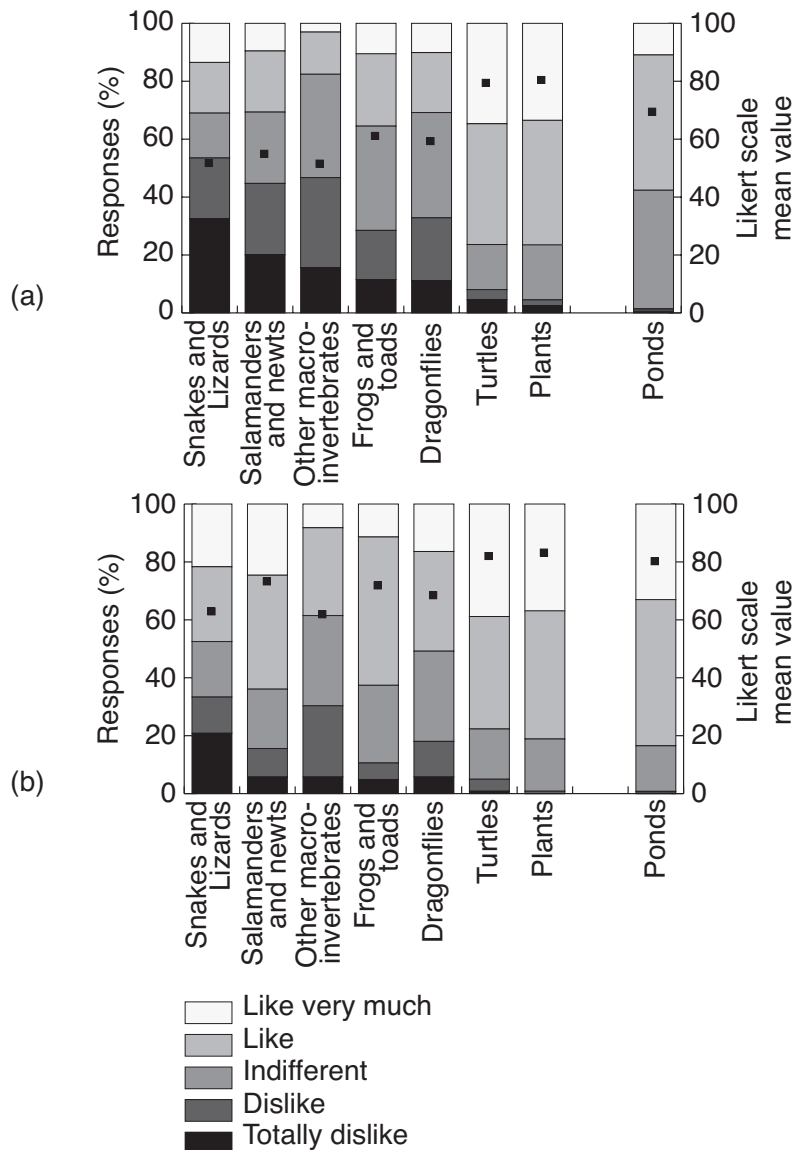 100
80
60
40
20
0
Responses (%)
100
80
60
40
20
0
Likert scale
mean value
(a)
Snakes and
Lizards
Salamanders
and newts
Other macro-
invertebrates
Frogs and
toads
Dragonflies
Turtles
Plants
Ponds
100
80
60
40
20
0
Responses (%)
100
80
60
40
20
0
Likert scale
mean value
(b)
Snakes and
Lizards
Salamanders
and newts
Other macro-
invertebrates
Frogs and
toads
Dragonflies
Turtles
Plants
Ponds
Like very much
Like
Indifferent
Dislike
Totally dislike